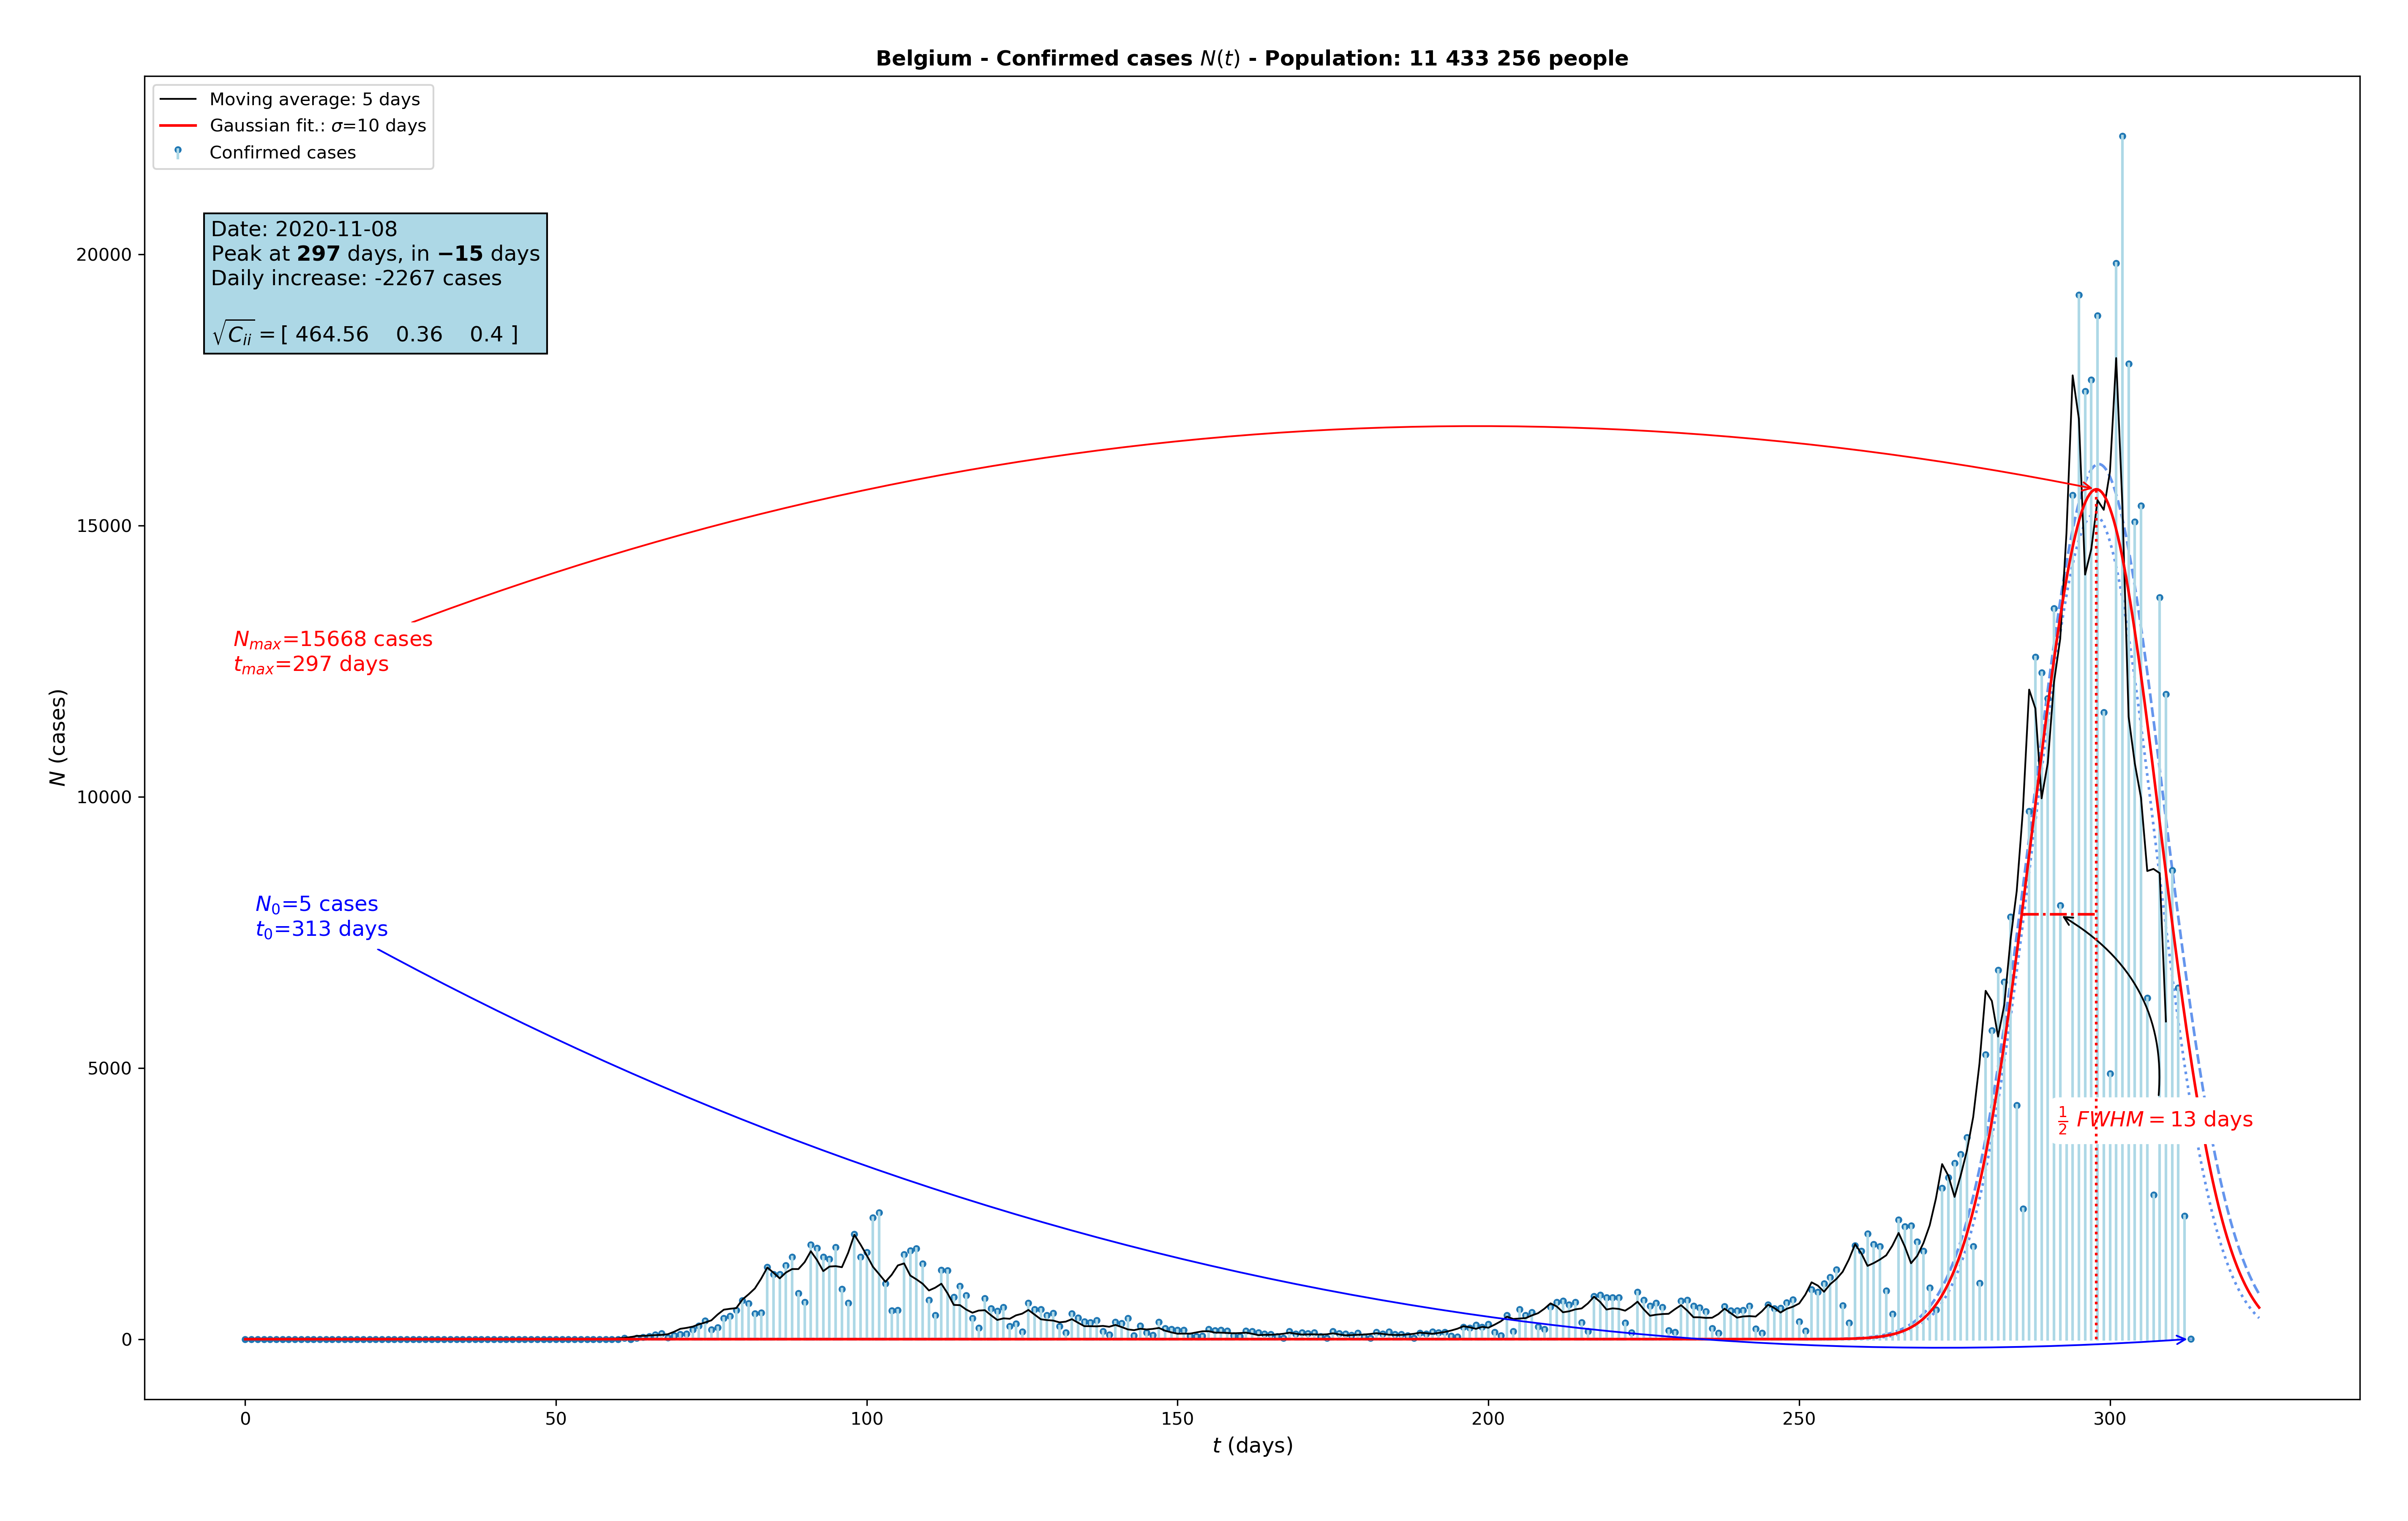 Belgium - Confirmed cases N(t) - Population: 11 433 256 people
Moving average: 5 days
Gaussian fit.: σ=10 days
Confirmed cases
Date: 2020-11-08
Peak at 297 days, in −15 days
Daily increase: -2267 cases
√C_ii = [ 464.56 0.36 0.4 ]
N_max=15668 cases
t_max=297 days
N_0=5 cases
t_0=313 days
½ FWHM = 13 days
N (cases)
20000
15000
10000
5000
0
0 50 100 150 200 250 300
t (days)